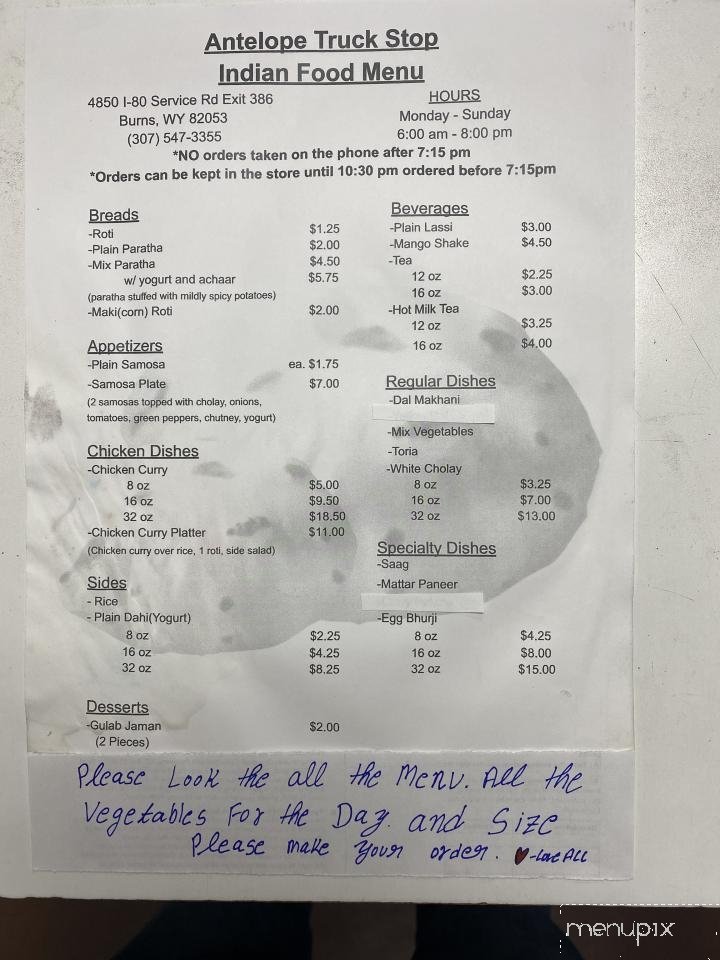 Antelope Truck Stop
Indian Food Menu
4850 I-80 Service Rd Exit 386
Burns, WY 82053
(307) 547-3355
HOURS
Monday - Sunday
6:00 am - 8:00 pm
*NO orders taken on the phone after 7:15 pm
*Orders can be kept in the store until 10:30 pm ordered before 7:15pm
Breads
-Roti $1.25
-Plain Paratha $2.00
-Mix Paratha $4.50
w/ yogurt and achaar $5.75
(paratha stuffed with mildly spicy potatoes)
-Maki(corn) Roti $2.00
Appetizers
-Plain Samosa ea. $1.75
-Samosa Plate $7.00
(2 samosas topped with cholay, onions,
tomatoes, green peppers, chutney, yogurt)
Chicken Dishes
-Chicken Curry
8 oz $5.00
16 oz $9.50
32 oz $18.50
-Chicken Curry Platter $11.00
(Chicken curry over rice, 1 roti, side salad)
Sides
- Rice
- Plain Dahi(Yogurt)
8 oz $2.25
16 oz $4.25
32 oz $8.25
Desserts
-Gulab Jaman $2.00
(2 Pieces)
Beverages
-Plain Lassi $3.00
-Mango Shake $4.50
-Tea
12 oz $2.25
16 oz $3.00
-Hot Milk Tea
12 oz $3.25
16 oz $4.00
Regular Dishes
-Dal Makhani
-Mix Vegetables
-Toria
-White Cholay
8 oz $3.25
16 oz $7.00
32 oz $13.00
Specialty Dishes
-Saag
-Mattar Paneer
-Egg Bhurji
8 oz $4.25
16 oz $8.00
32 oz $15.00
Please Look the all the Menu. All the
Vegetables For the Day and Size
Please make your order. ♥-Love ALL
menupix